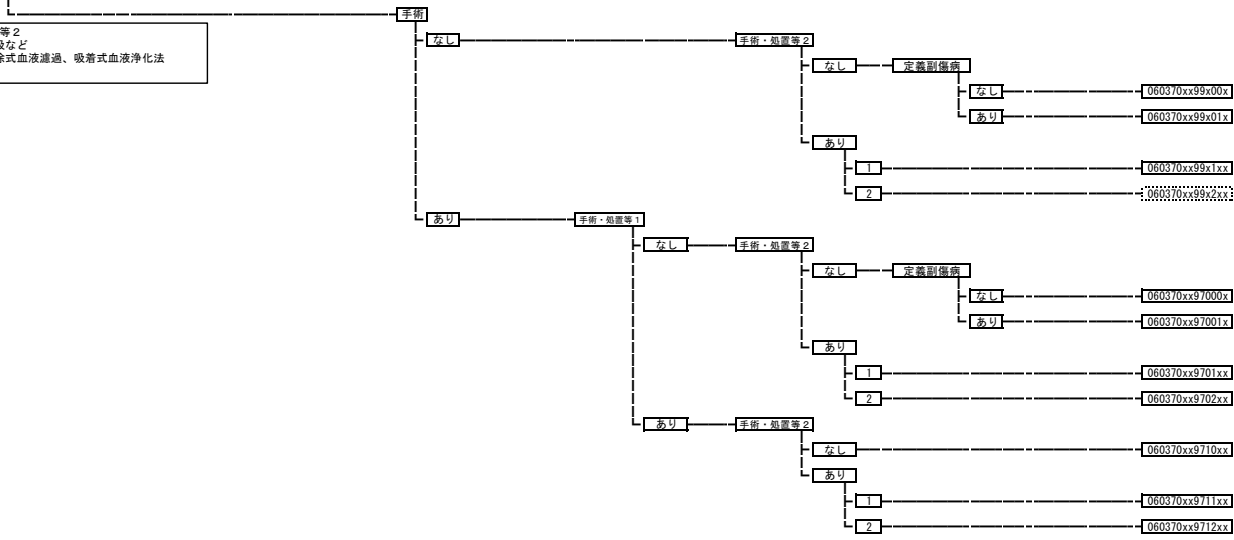 手術
等２
及など
除式血液濾過、吸着式血液浄化法
なし
手術・処置等２
なし
定義副傷病
なし
060370xx99x00x
あり
060370xx99x01x
あり
1
060370xx99x1xx
2
060370xx99x2xx
あり
手術・処置等１
なし
手術・処置等２
なし
定義副傷病
なし
060370xx97000x
あり
060370xx97001x
あり
1
060370xx9701xx
2
060370xx9702xx
あり
手術・処置等２
なし
060370xx9710xx
あり
1
060370xx9711xx
2
060370xx9712xx